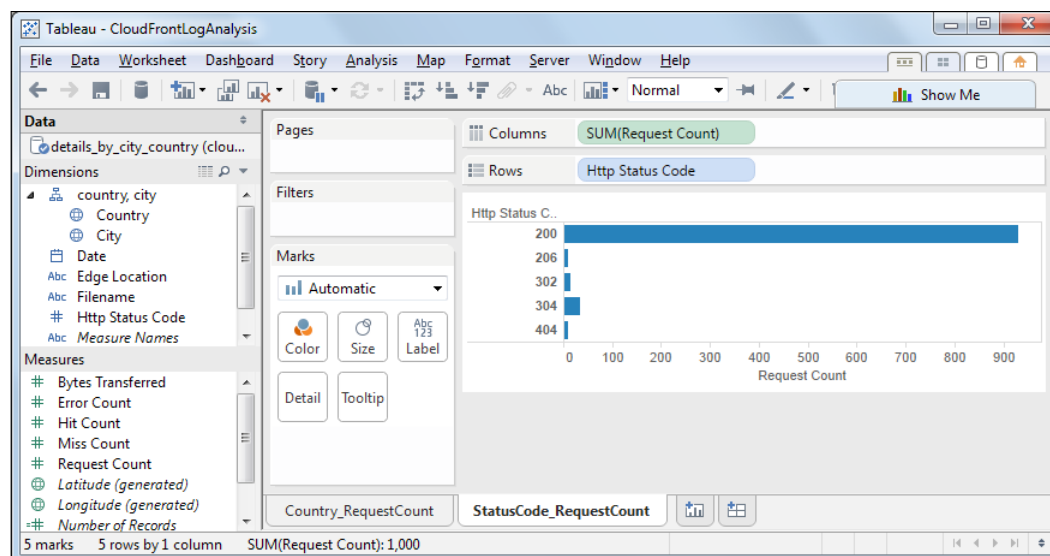 Tableau - CloudFrontLogAnalysis
File Data Worksheet Dashboard Story Analysis Map Format Server Window Help
Abc Normal Show Me
Data
details_by_city_country (clou...
Dimensions
country, city
Country
City
Date
Abc Edge Location
Abc Filename
# Http Status Code
Abc Measure Names
Measures
# Bytes Transferred
# Error Count
# Hit Count
# Miss Count
# Request Count
Latitude (generated)
Longitude (generated)
=# Number of Records
Pages
Filters
Marks
Automatic
Color Size Abc 123 Label
Detail Tooltip
Columns SUM(Request Count)
Rows Http Status Code
Http Status C..
200
206
302
304
404
0 100 200 300 400 500 600 700 800 900
Request Count
Country_RequestCount StatusCode_RequestCount
5 marks 5 rows by 1 column SUM(Request Count): 1,000